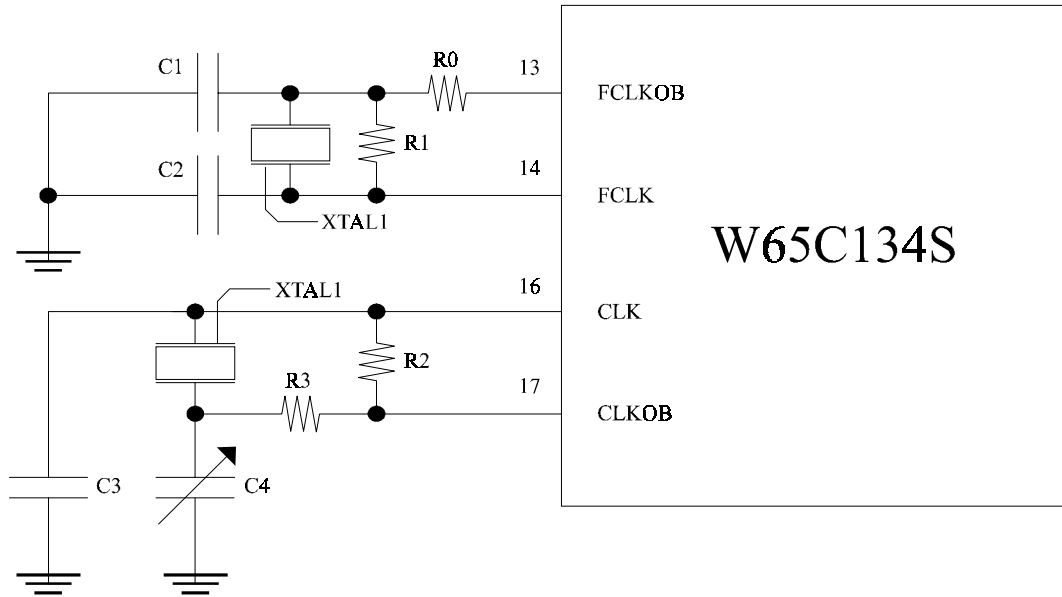 R0
13
C1
FCLKOB
R1
C2
14
FCLK
XTAL1
W65C134S
XTAL1
16
CLK
R2
R3
17
CLKOB
C3
C4